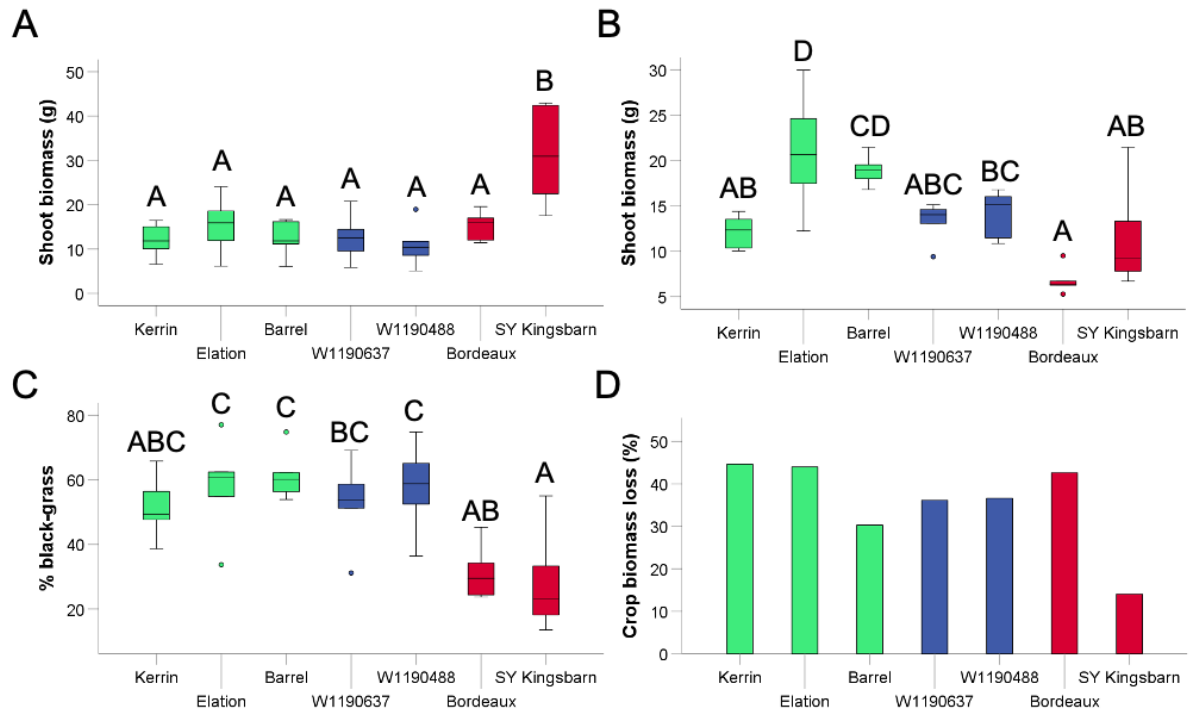 A
Shoot biomass (g)
50
40
30
20
10
0
A
A
A
A
A
A
B
Kerrin
Barrel
W1190488
SY Kingsbarn
Elation
W1190637
Bordeaux
B
Shoot biomass (g)
30
25
20
15
10
5
AB
D
CD
ABC
BC
A
AB
Kerrin
Barrel
W1190488
SY Kingsbarn
Elation
W1190637
Bordeaux
C
% black-grass
80
60
40
20
ABC
C
C
BC
C
AB
A
Kerrin
Barrel
W1190488
SY Kingsbarn
Elation
W1190637
Bordeaux
D
Crop biomass loss (%)
50
40
30
20
10
0
Kerrin
Barrel
W1190488
SY Kingsbarn
Elation
W1190637
Bordeaux